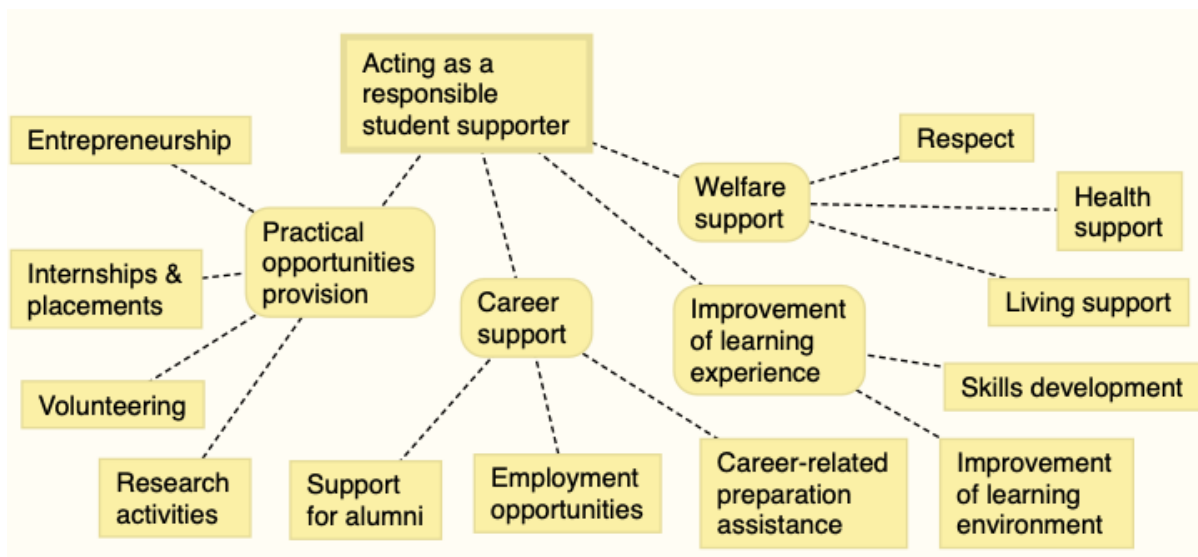 Acting as a
responsible
student supporter
Entrepreneurship
Practical
opportunities
provision
Internships &
placements
Volunteering
Research
activities
Career
support
Support
for alumni
Employment
opportunities
Career-related
preparation
assistance
Improvement
of learning
experience
Skills development
Improvement
of learning
environment
Welfare
support
Respect
Health
support
Living support